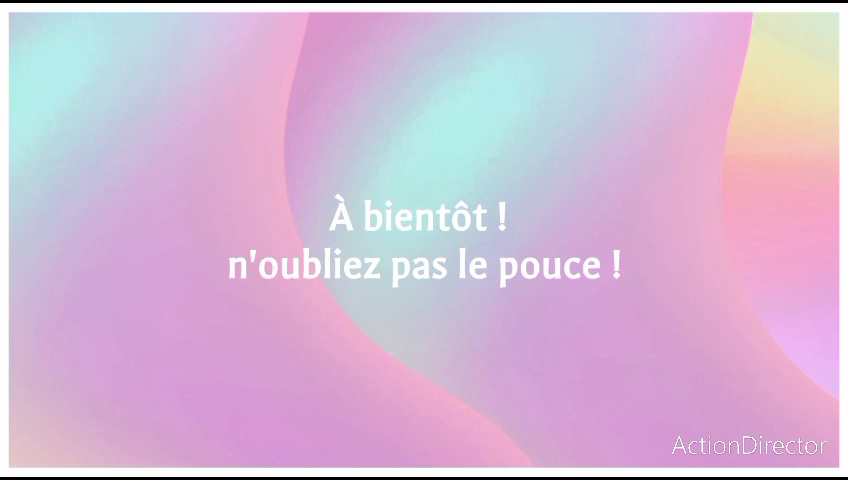 À bientôt !
n'oubliez pas le pouce !
ActionDirector